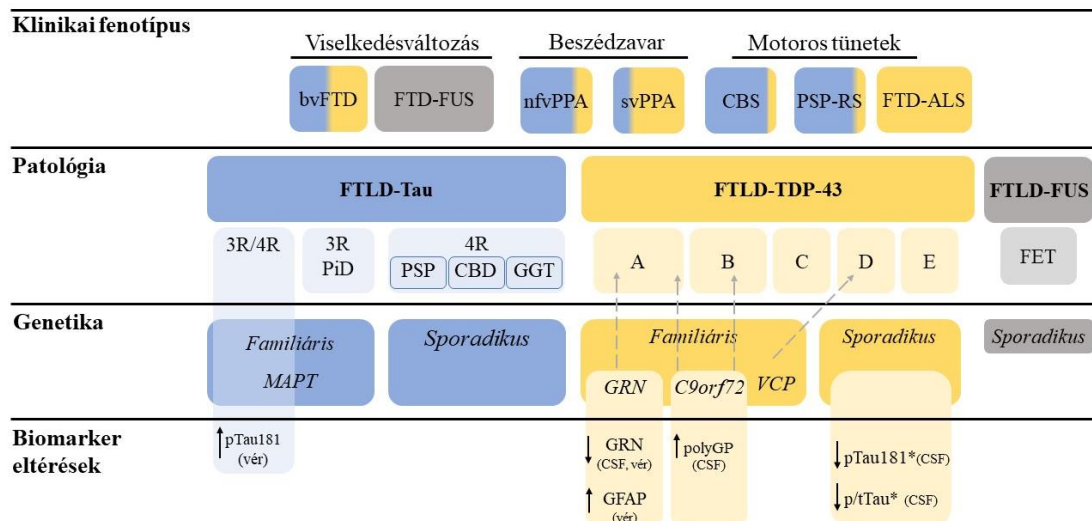 Klinikai fenotípus
Viselkedésváltozás Beszédzavar Motoros tünetek
bvFTD FTD-FUS nfvPPA svPPA CBS PSP-RS FTD-ALS
Patológia
FTLD-Tau FTLD-TDP-43 FTLD-FUS
3R/4R 3R 4R
PiD PSP CBD GGT A B C D E FET
Genetika
Familiáris Sporadikus Familiáris Sporadikus Sporadikus
MAPT GRN C9orf72 VCP
Biomarker
eltérések
pTau181
(vér)
GRN
(CSF, vér)
GFAP
(vér)
polyGP
(CSF)
pTau181* (CSF)
p/tTau* (CSF)